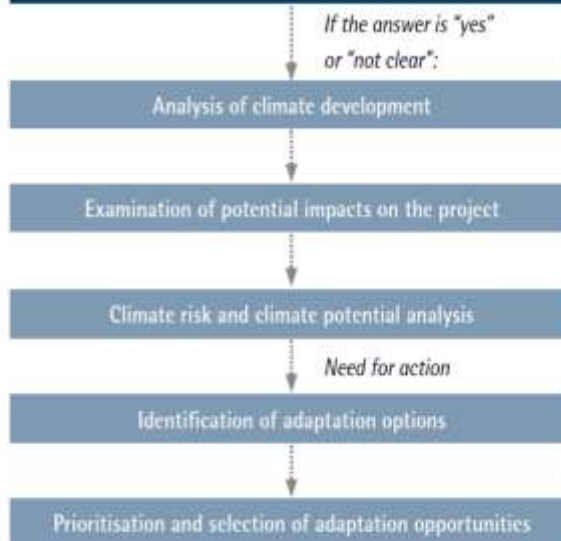 If the answer is "yes"
or "not clear":
Analysis of climate development
Examination of potential impacts on the project
Climate risk and climate potential analysis
Need for action
Identification of adaptation options
Prioritisation and selection of adaptation opportunities